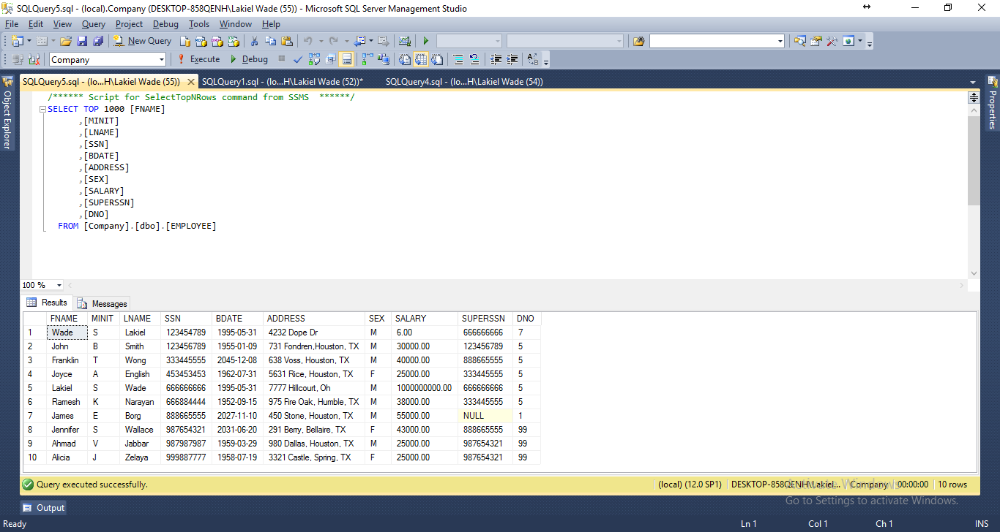 SQLQuery5.sql - (local).Company (DESKTOP-858QENH\Lakiel Wade (55)) - Microsoft SQL Server Management Studio
File Edit View Query Project Debug Tools Window Help
New Query
Company Execute Debug
SQLQuery5.sql - (lo...H\Lakiel Wade (55)) SQLQuery1.sql - (lo...H\Lakiel Wade (52))* SQLQuery4.sql - (lo...H\Lakiel Wade (54))
Object Explorer
Properties
/****** Script for SelectTopNRows command from SSMS ******/
SELECT TOP 1000 [FNAME]
,[MINIT]
,[LNAME]
,[SSN]
,[BDATE]
,[ADDRESS]
,[SEX]
,[SALARY]
,[SUPERSSN]
,[DNO]
FROM [Company].[dbo].[EMPLOYEE]
100 %
Results Messages
FNAME MINIT LNAME SSN BDATE ADDRESS SEX SALARY SUPERSSN DNO
1 Wade S Lakiel 123454789 1995-05-31 4232 Dope Dr M 6.00 666666666 7
2 John B Smith 123456789 1955-01-09 731 Fondren,Houston, TX M 30000.00 123456789 5
3 Franklin T Wong 333445555 2045-12-08 638 Voss, Houston, TX M 40000.00 888665555 5
4 Joyce A English 453453453 1962-07-31 5631 Rice, Houston, TX F 25000.00 333445555 5
5 Lakiel S Wade 666666666 1995-05-31 7777 Hillcourt, Oh M 1000000000.00 666666666 5
6 Ramesh K Narayan 666884444 1952-09-15 975 Fire Oak, Humble, TX M 38000.00 333445555 5
7 James E Borg 888665555 2027-11-10 450 Stone, Houston, TX M 55000.00 NULL 1
8 Jennifer S Wallace 987654321 2031-06-20 291 Berry, Bellaire, TX F 43000.00 888665555 99
9 Ahmad V Jabbar 987987987 1959-03-29 980 Dallas, Houston, TX M 25000.00 987654321 99
10 Alicia J Zelaya 999887777 1958-07-19 3321 Castle, Spring, TX F 25000.00 987654321 99
Query executed successfully. (local) (12.0 SP1) DESKTOP-858QENH\Lakiel... Company 00:00:00 10 rows
Activate Windows
Go to Settings to activate Windows.
Output
Ready Ln 1 Col 1 Ch 1 INS